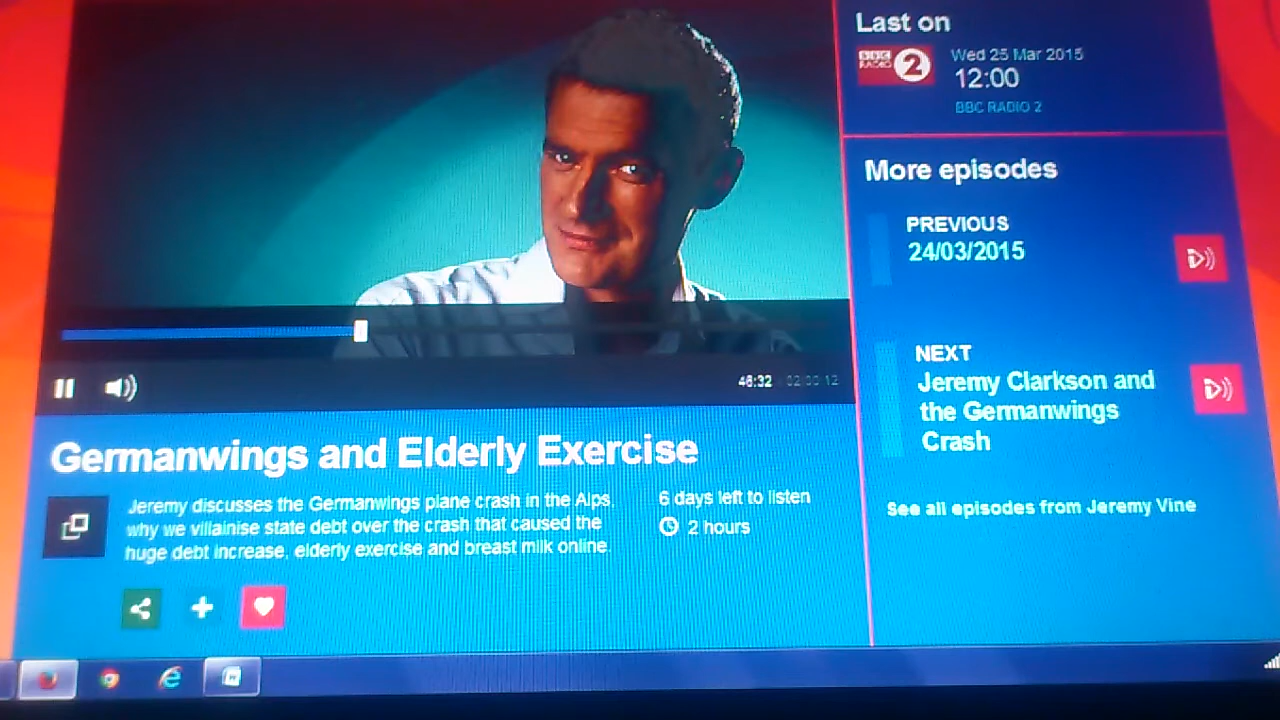 Last on
BBC
RADIO 2
Wed 25 Mar 2015
12:00
BBC RADIO 2
More episodes
PREVIOUS
24/03/2015
NEXT
Jeremy Clarkson and
the Germanwings
Crash
See all episodes from Jeremy Vine
46:32 02:00:12
Germanwings and Elderly Exercise
Jeremy discusses the Germanwings plane crash in the Alps,
why we villainise state debt over the crash that caused the
huge debt increase, elderly exercise and breast milk online.
6 days left to listen
2 hours